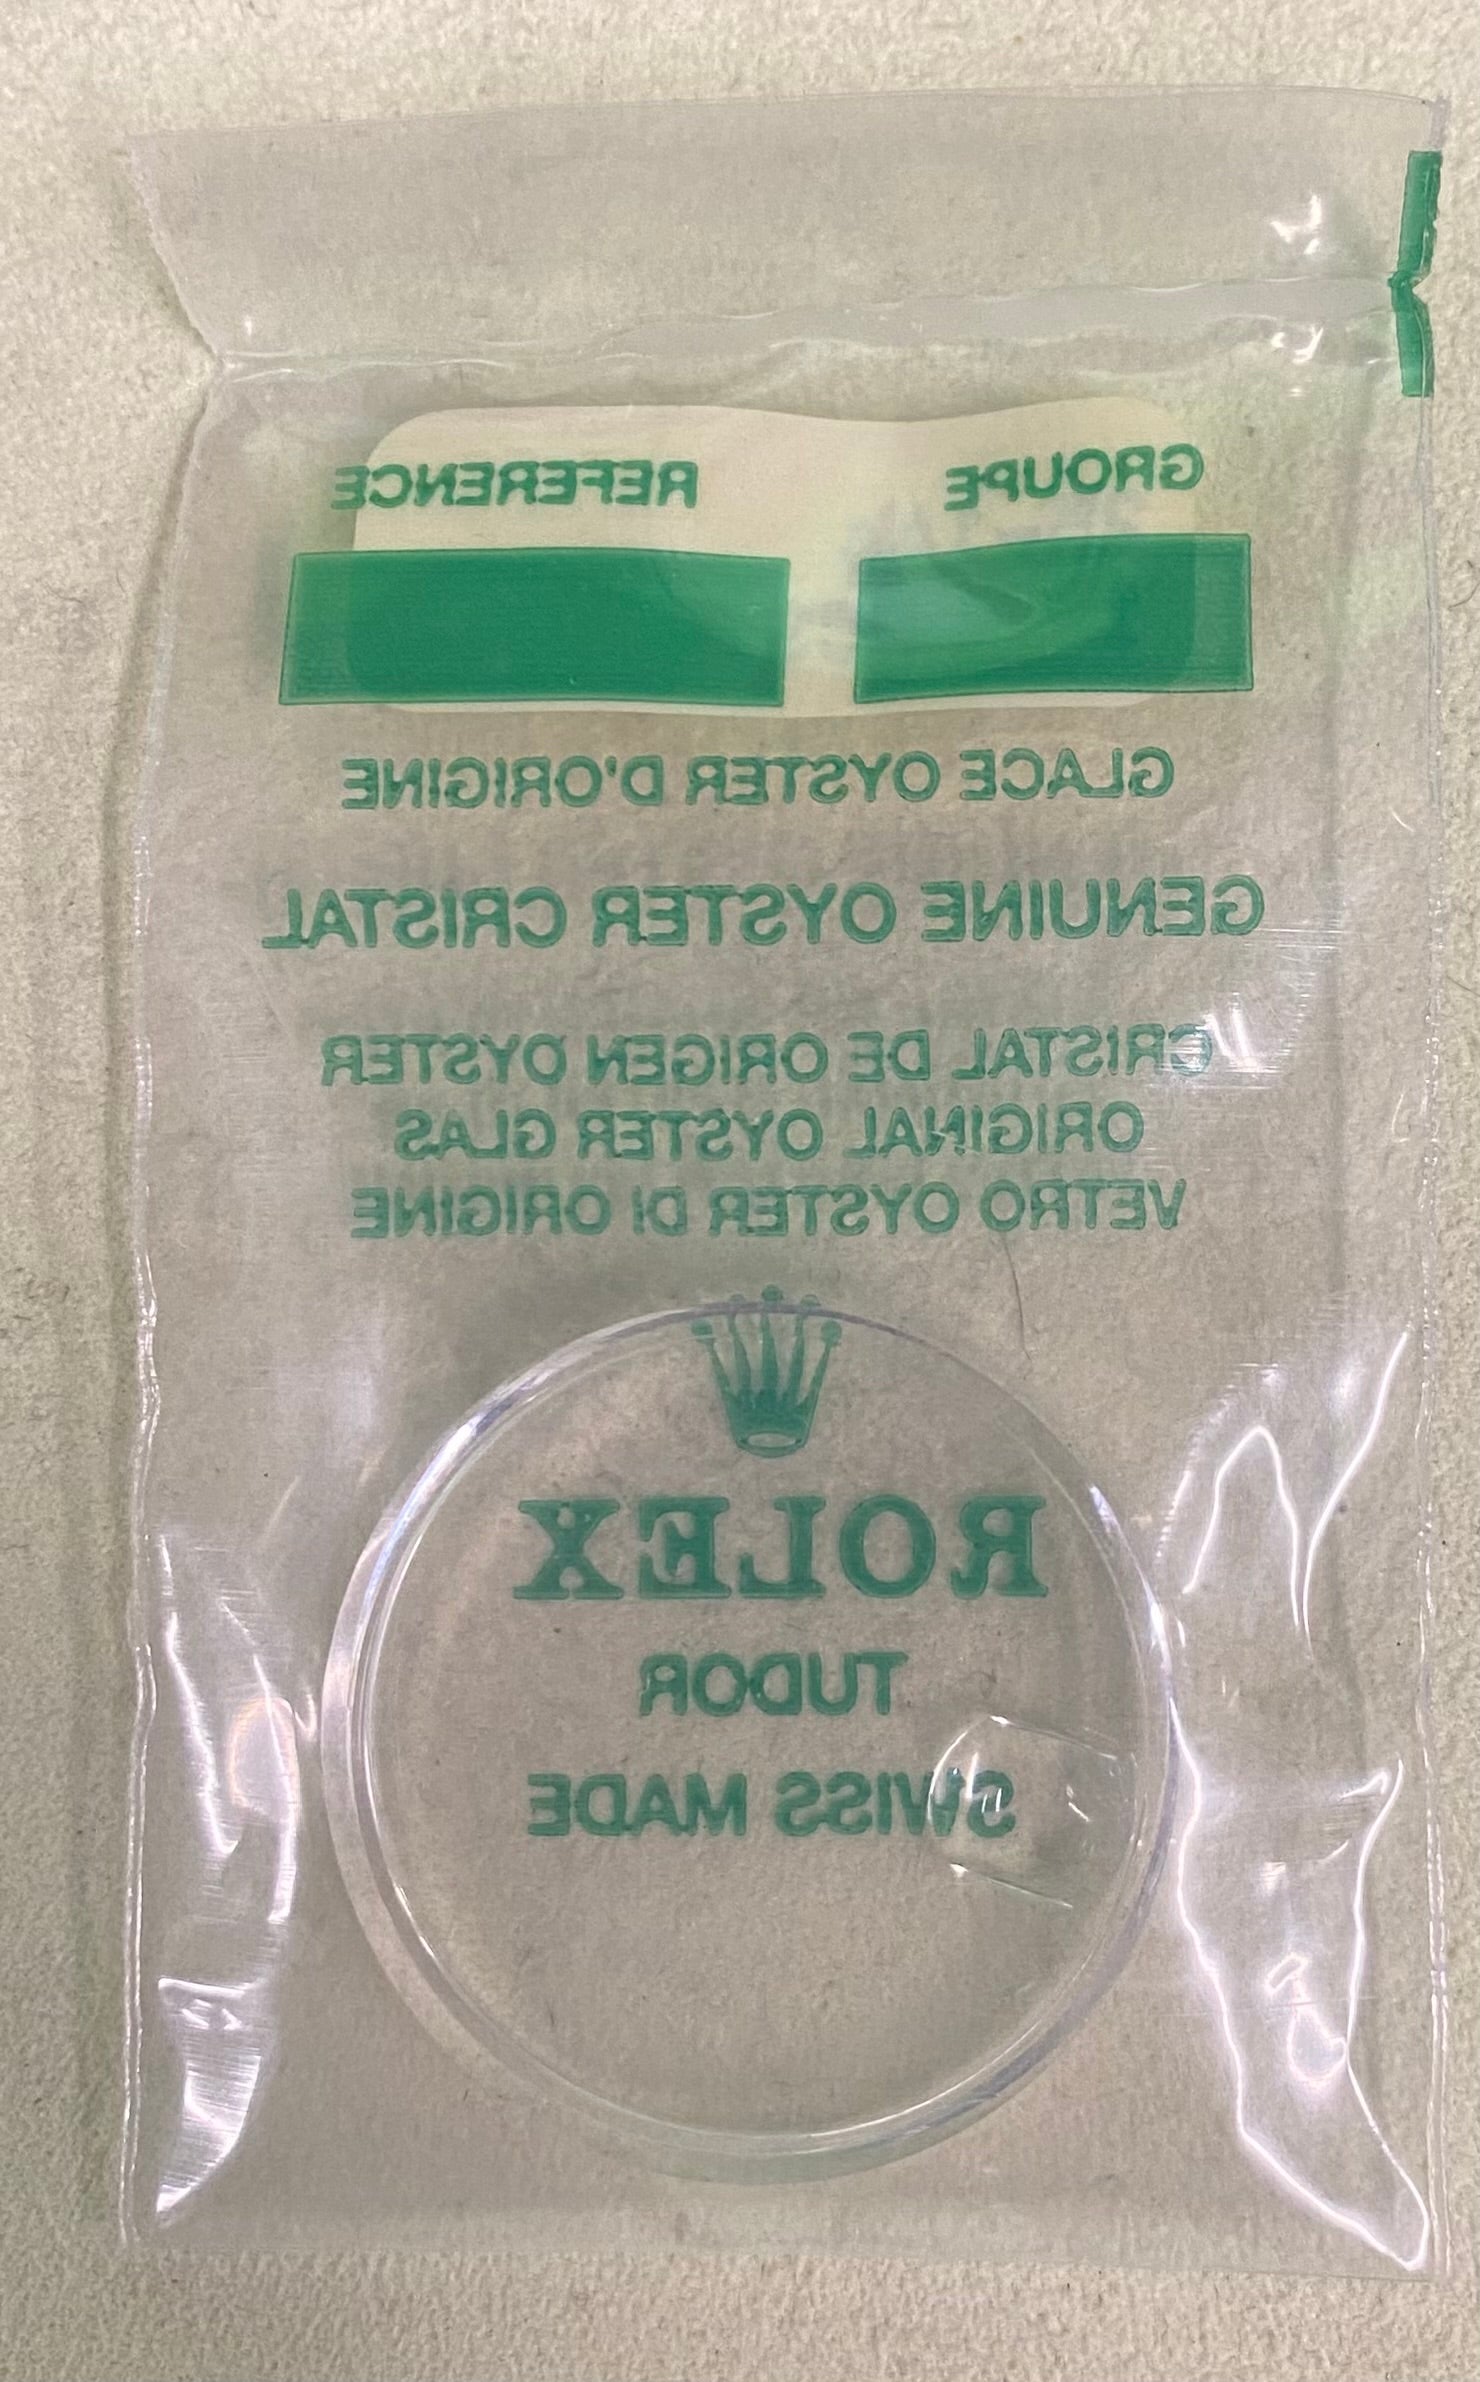 GROUPE REFERENCE
GLACE OYSTER D'ORIGINE
GENUINE OYSTER CRISTAL
CRISTAL DE ORIGEN OYSTER
ORIGINAL OYSTER GLAS
VETRO OYSTER DI ORIGINE
ROLEX
TUDOR
SWISS MADE